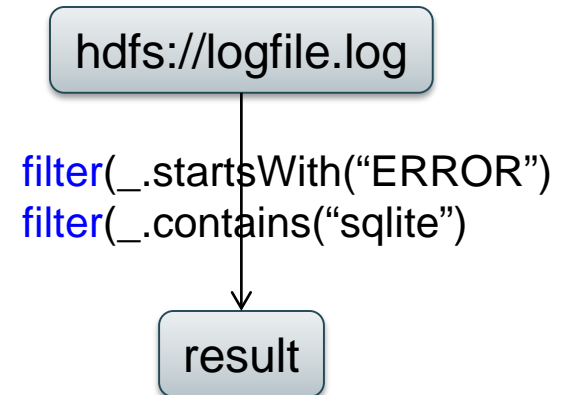 hdfs://logfile.log
filter(_.startsWith(“ERROR”)
filter(_.contains(“sqlite”)
result